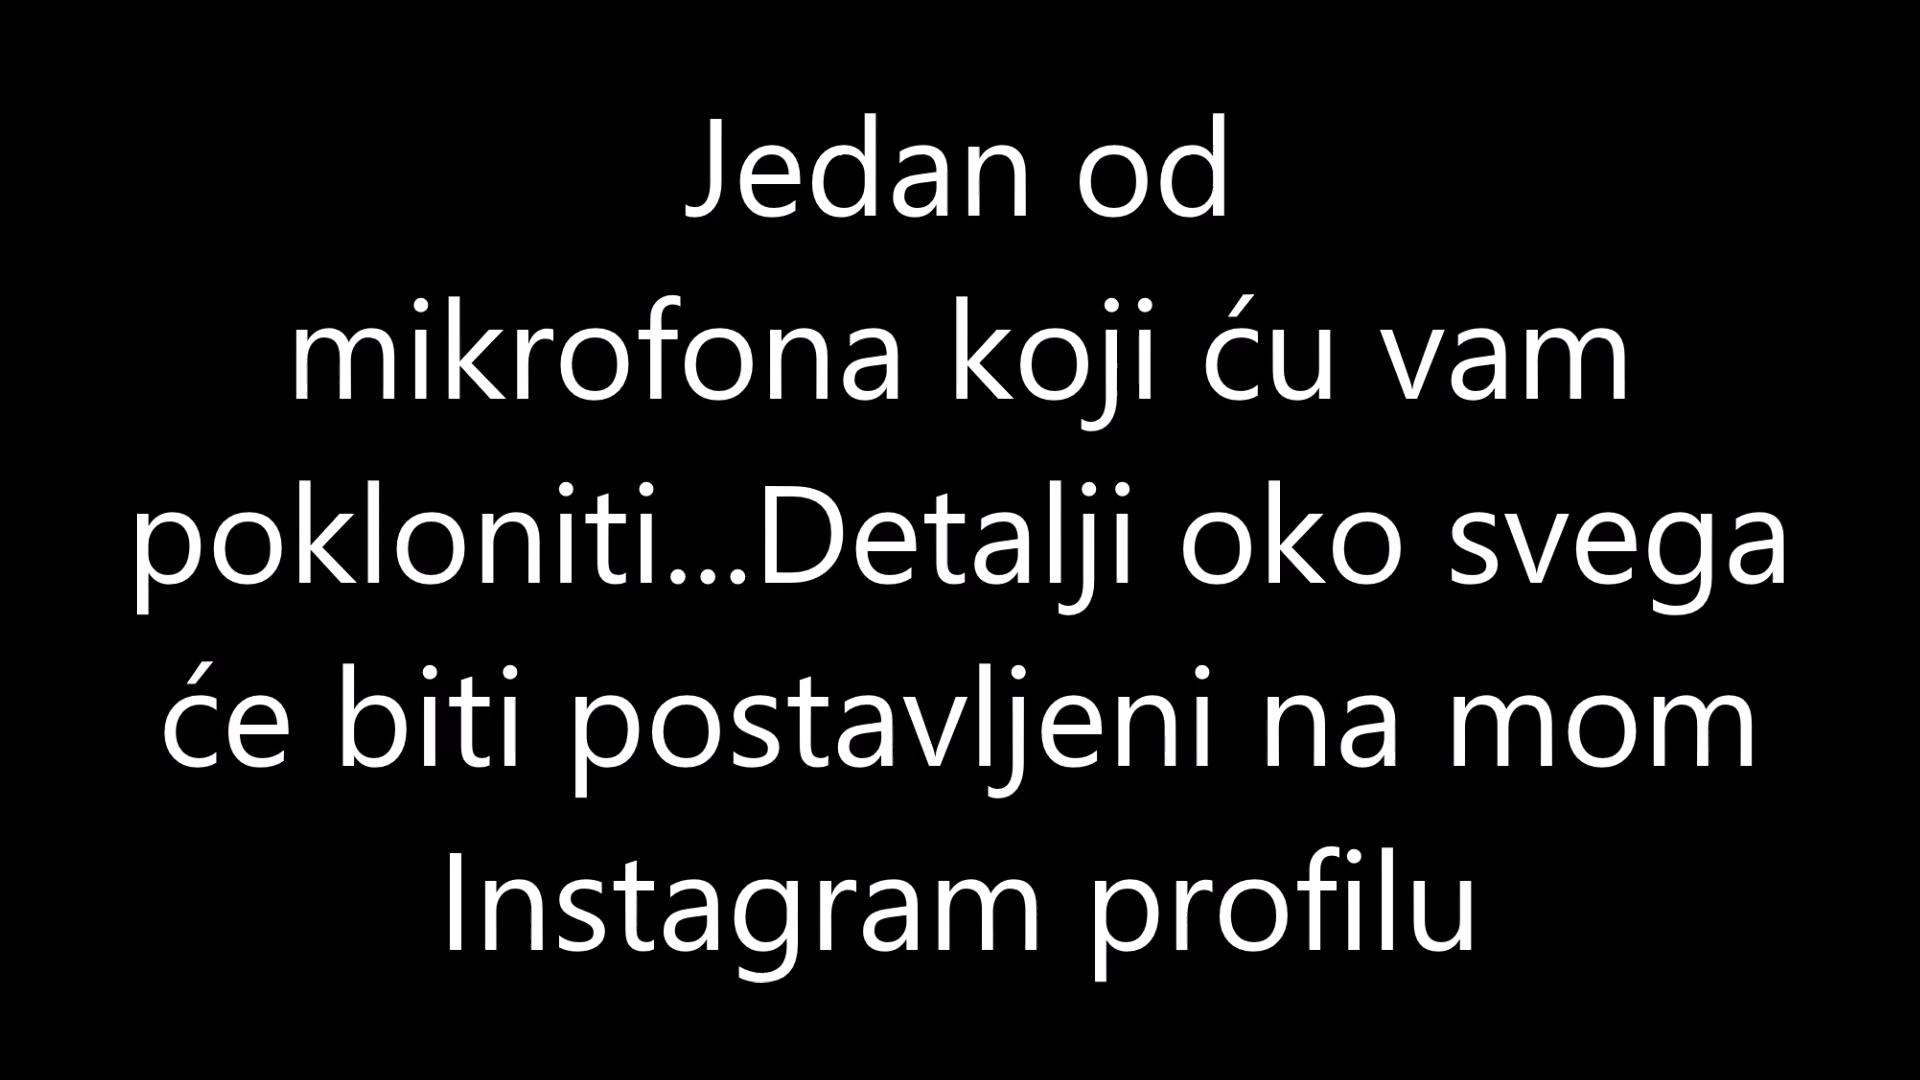 Jedan od
mikrofona koji ću vam
pokloniti...Detalji oko svega
će biti postavljeni na mom
Instagram profilu